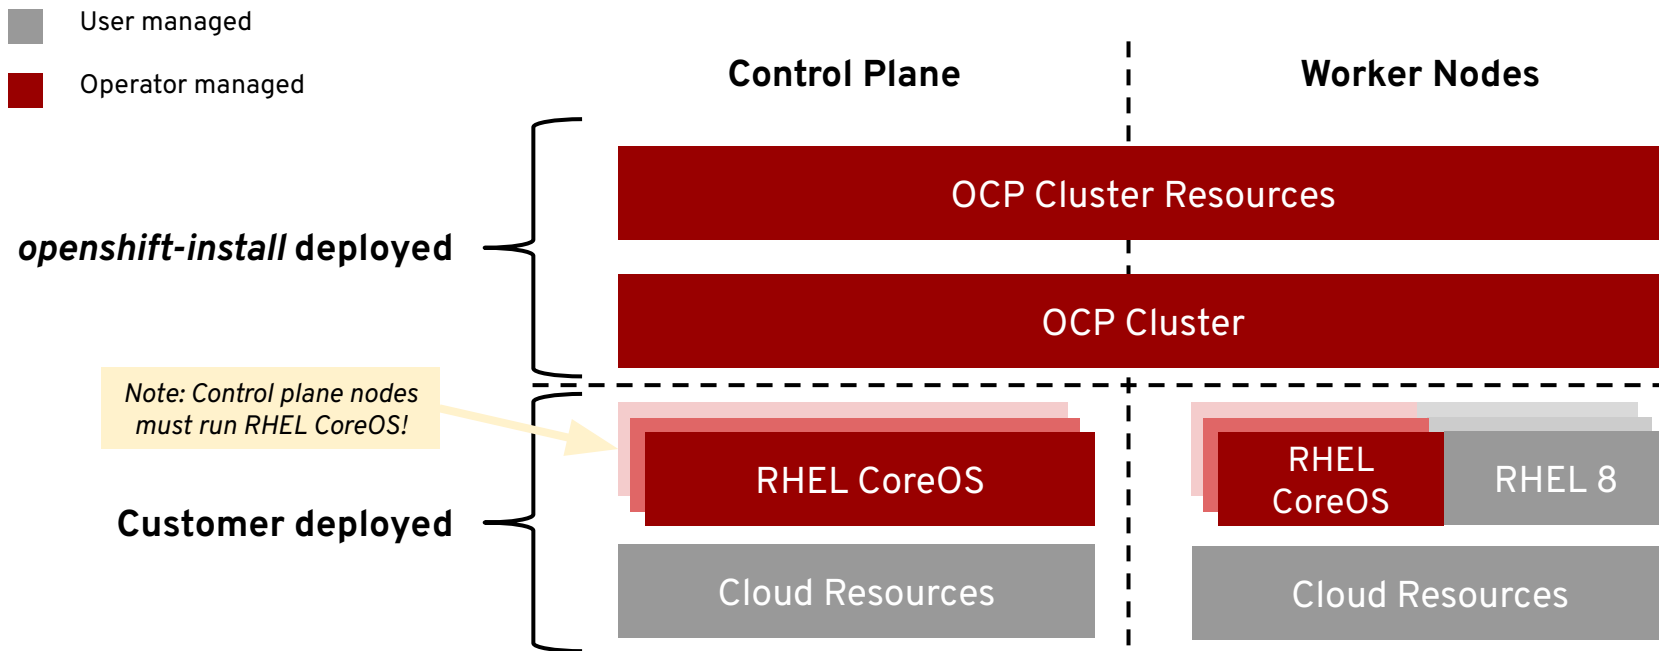 User managed
Operator managed
Control Plane
Worker Nodes
OCP Cluster Resources
openshift-install deployed
OCP Cluster
Note: Control plane nodes
must run RHEL CoreOS!
RHEL CoreOS
RHEL
CoreOS
RHEL 8
Customer deployed
Cloud Resources
Cloud Resources